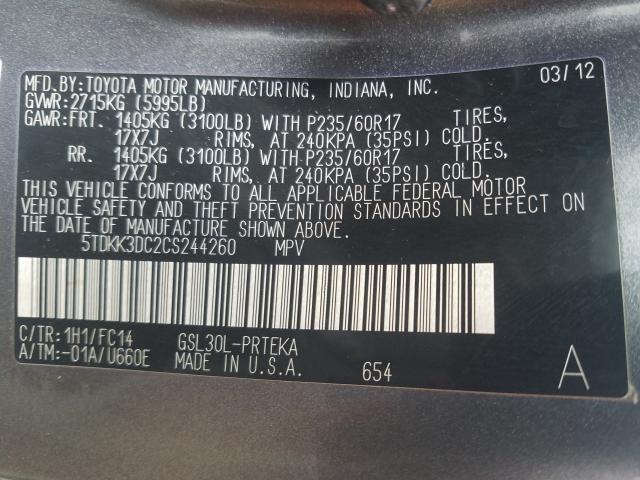 MFD.BY:TOYOTA MOTOR MANUFACTURING, INDIANA, INC. 03/12
GVWR:2715KG (5995LB)
GAWR:FRT. 1405KG (3100LB) WITH P235/60R17 TIRES,
17X7J RIMS, AT 240KPA (35PSI) COLD.
RR. 1405KG (3100LB) WITH P235/60R17 TIRES,
17X7J RIMS, AT 240KPA (35PSI) COLD.
THIS VEHICLE CONFORMS TO ALL APPLICABLE FEDERAL MOTOR
VEHICLE SAFETY AND THEFT PREVENTION STANDARDS IN EFFECT ON
THE DATE OF MANUFACTURE SHOWN ABOVE.
5TDKK3DC2CS244260 MPV
C/TR:1H1/FC14 GSL30L-PRTEKA
A/TM:-01A/U660E MADE IN U.S.A. 654 A